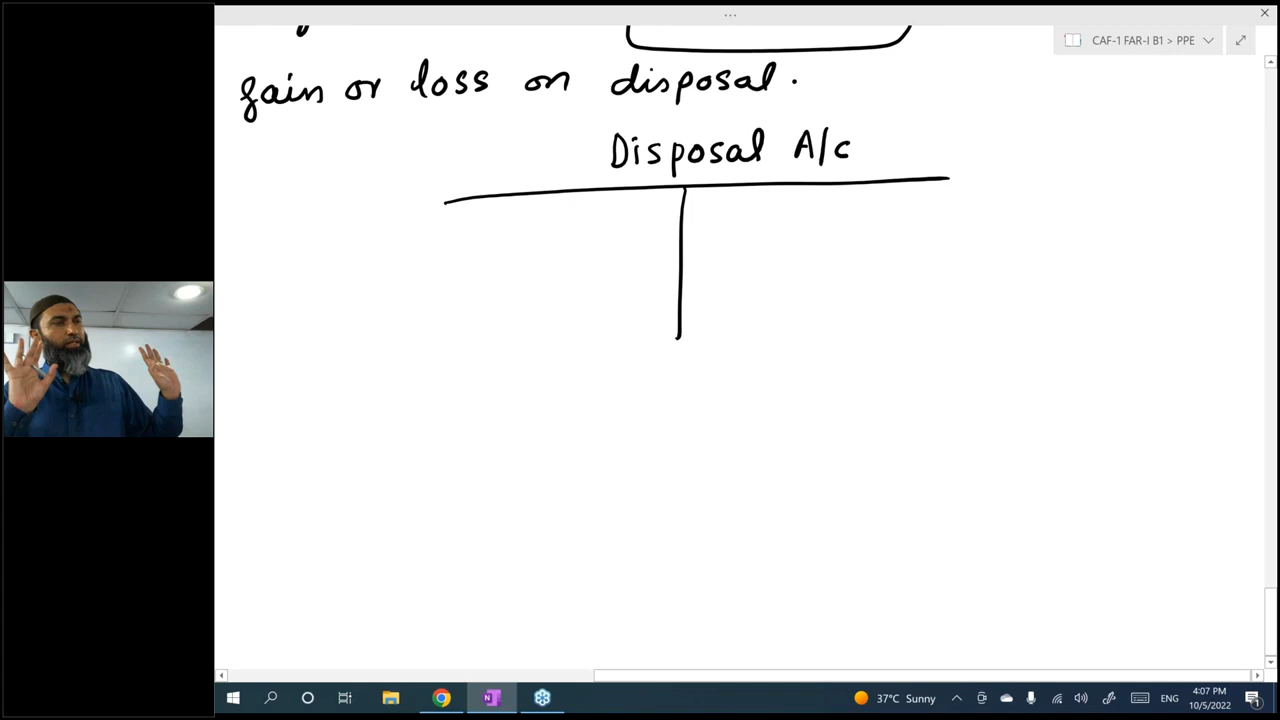 CAF-1 FAR-I B1 > PPE
gain or loss on disposal.
Disposal A/c
37°C Sunny
ENG
4:07 PM
10/5/2022
1